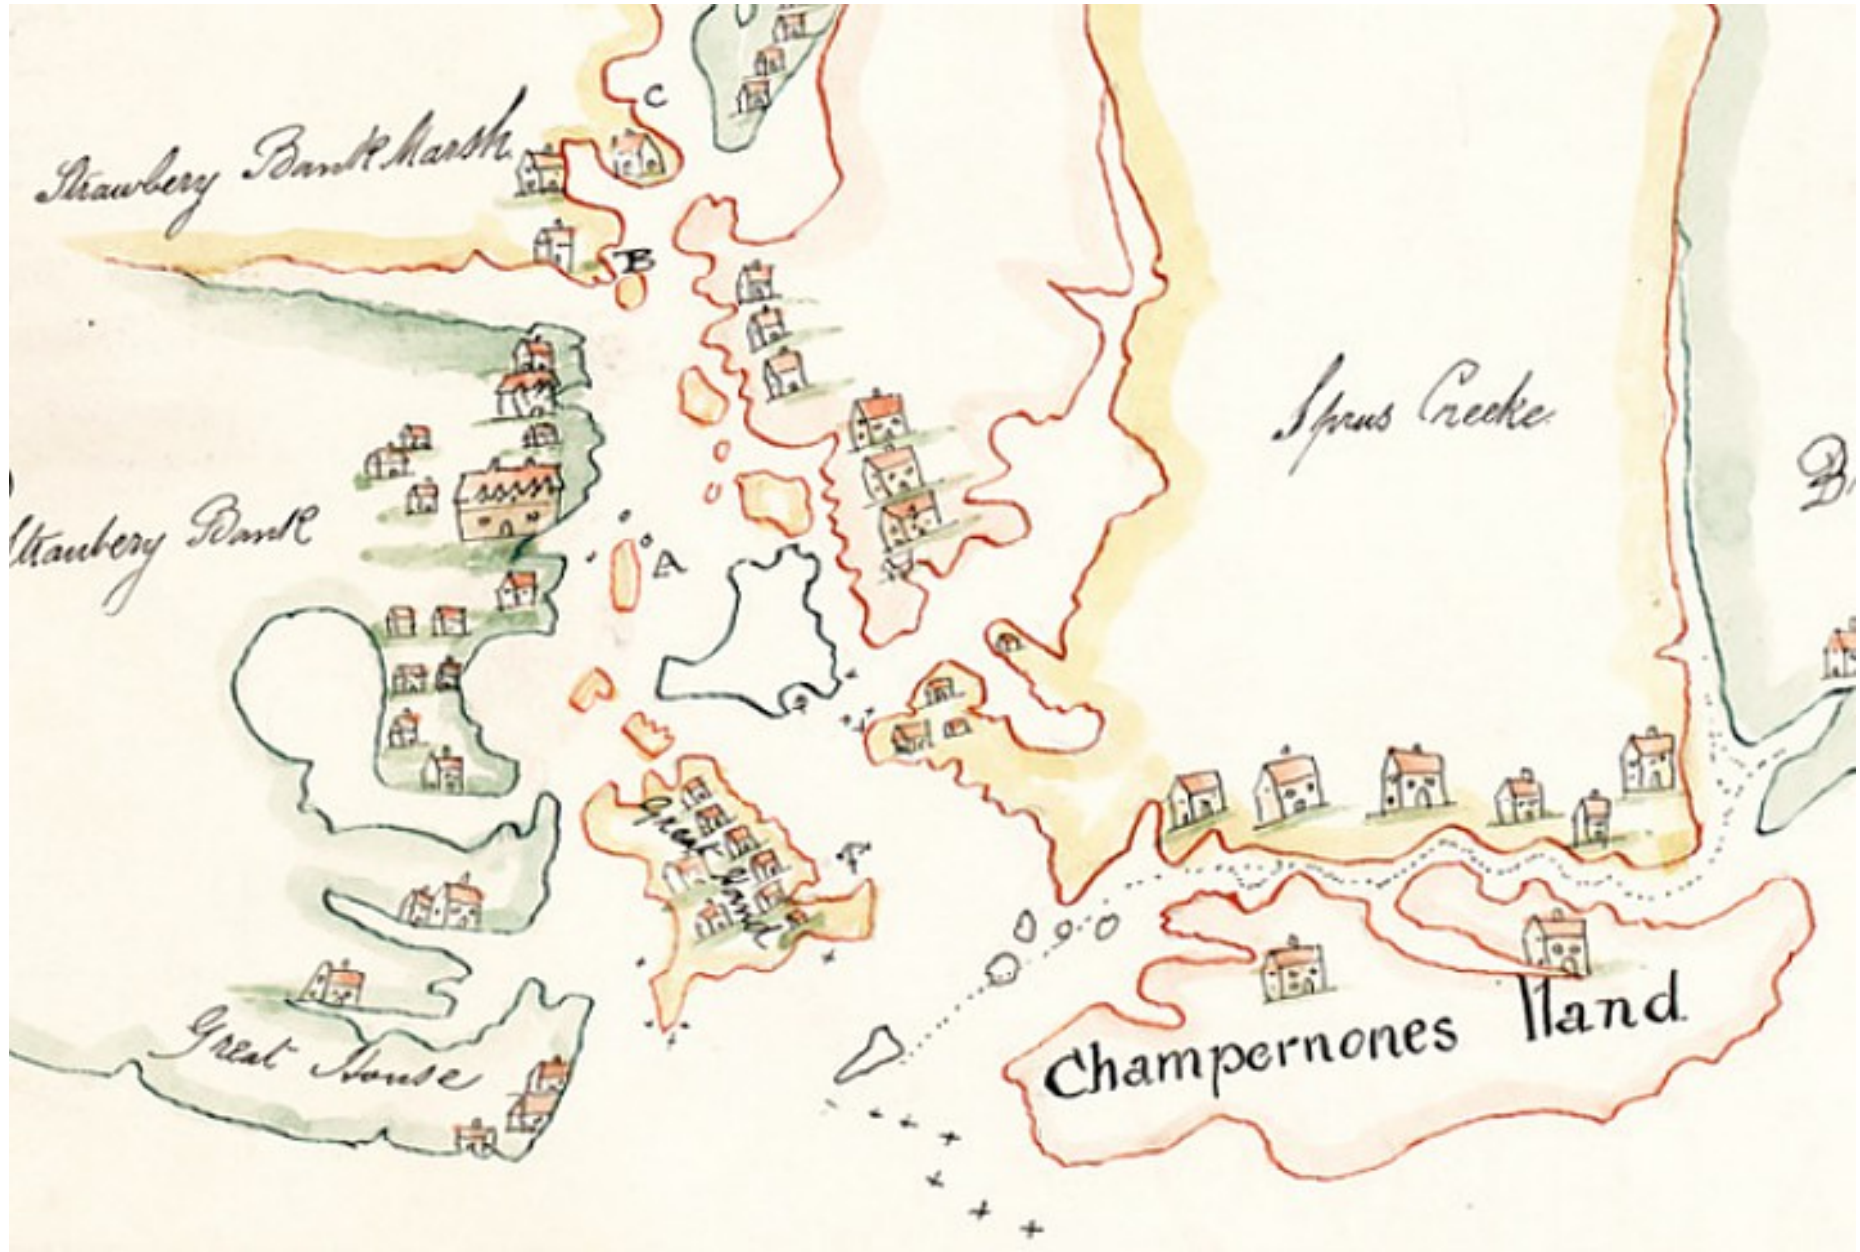 C
Strawbery Bank Marsh.
B
Sprus Creeke.
Strawbery Bank
A
Great
Iland
Great House
Champernones Iland